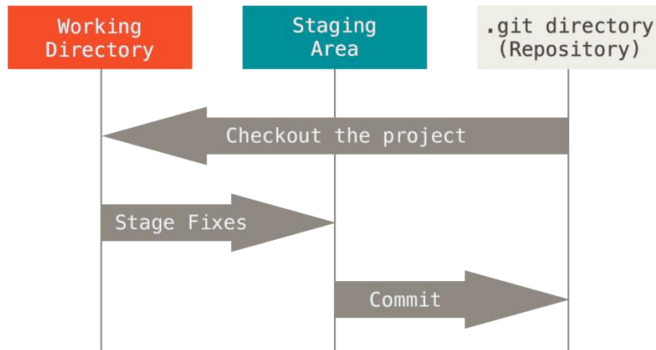 Working
Directory
Staging
Area
.git directory
(Repository)
Checkout the project
Stage Fixes
Commit